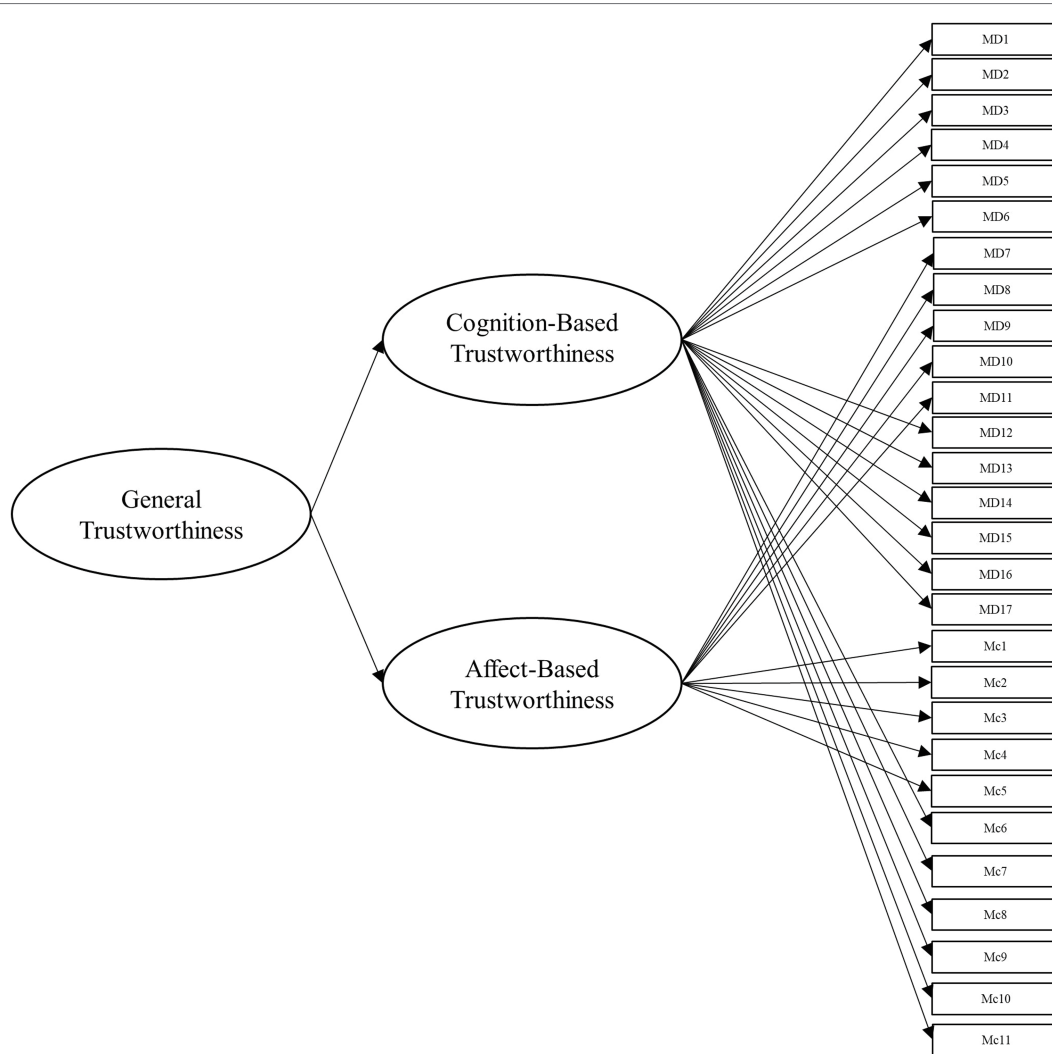 General
Trustworthiness
Cognition-Based
Trustworthiness
Affect-Based
Trustworthiness
MD1
MD2
MD3
MD4
MD5
MD6
MD7
MD8
MD9
MD10
MD11
MD12
MD13
MD14
MD15
MD16
MD17
Mc1
Mc2
Mc3
Mc4
Mc5
Mc6
Mc7
Mc8
Mc9
Mc10
Mc11